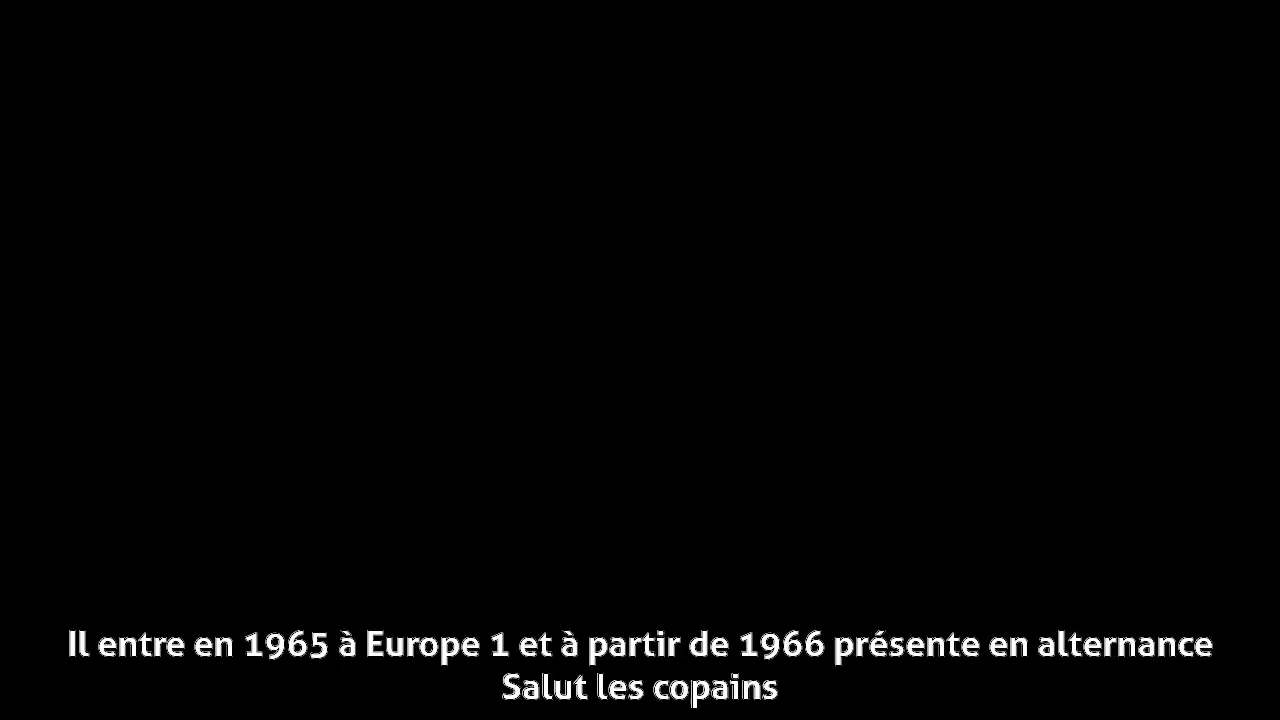 Il entre en 1965 à Europe 1 et à partir de 1966 présente en alternance
Salut les copains